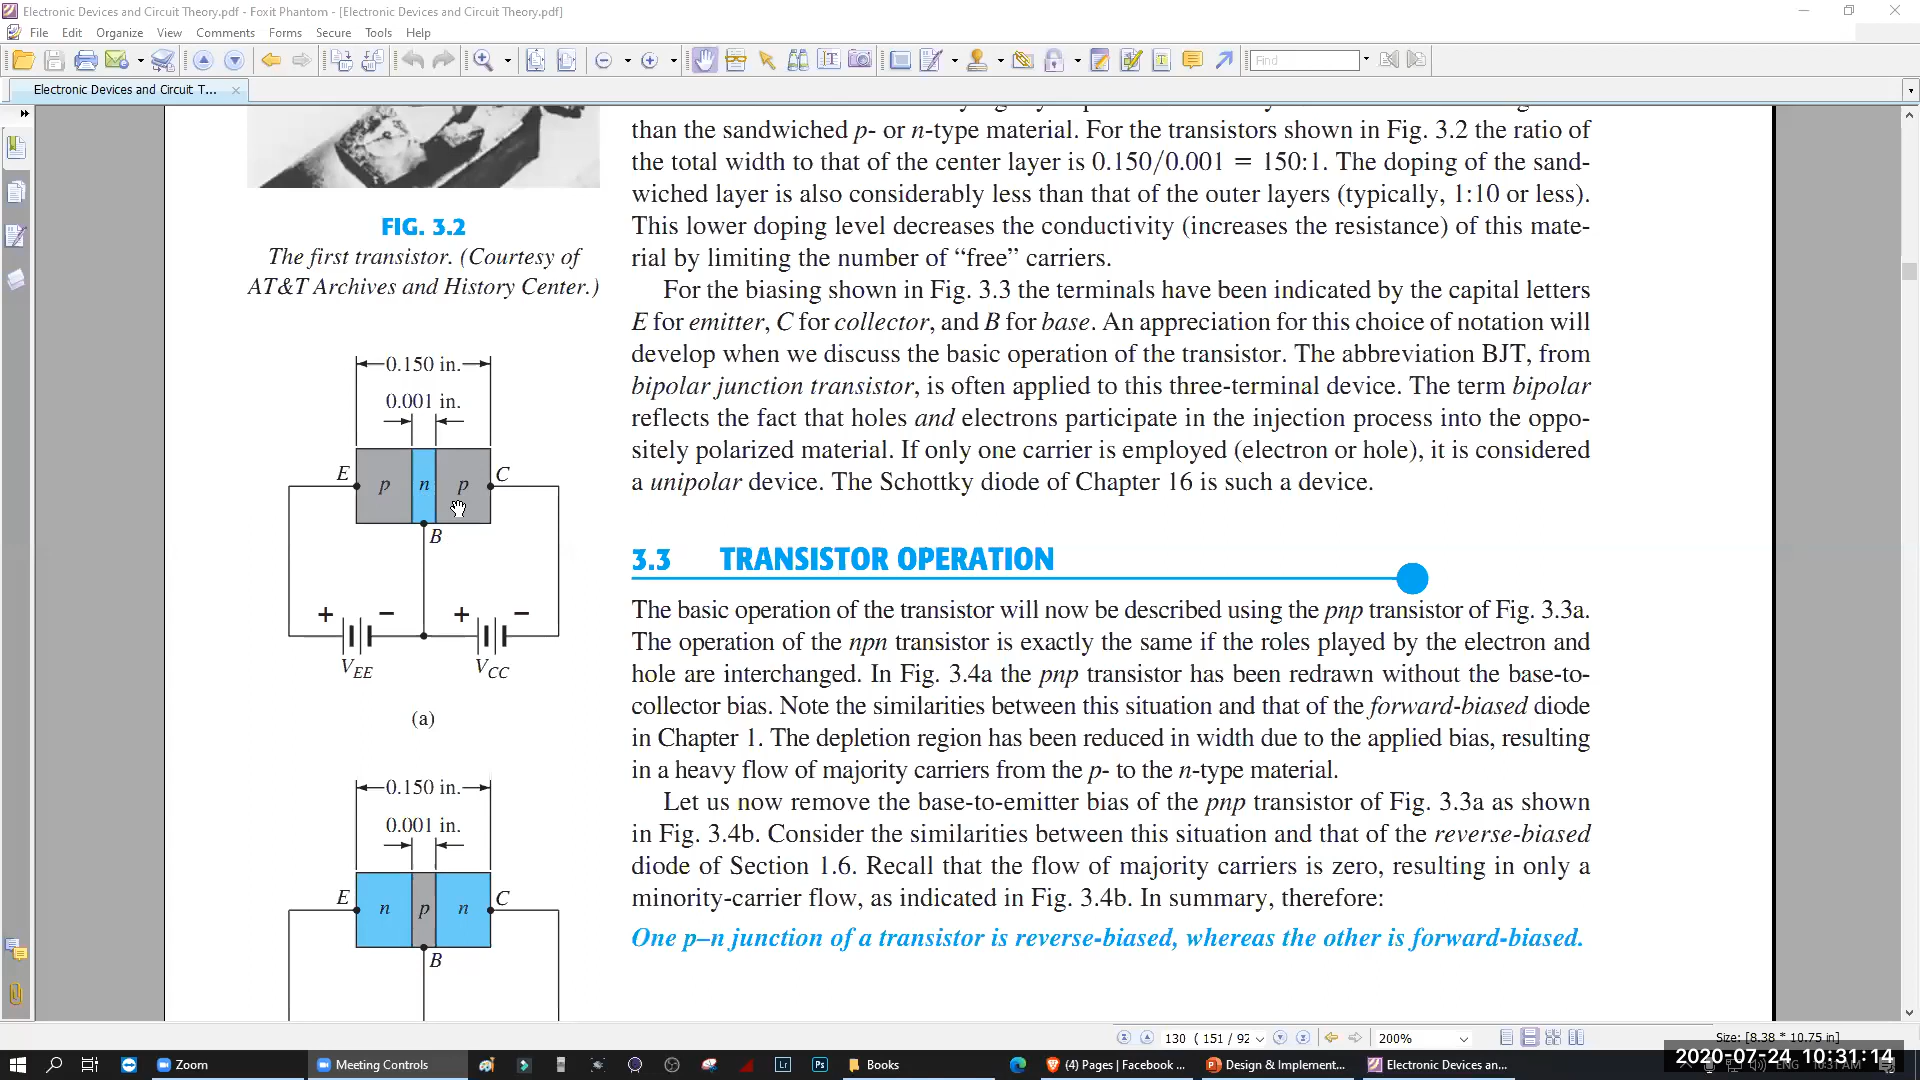 Electronic Devices and Circuit Theory.pdf - Foxit Phantom - [Electronic Devices and Circuit Theory.pdf]
File Edit Organize View Comments Forms Secure Tools Help
Find
Electronic Devices and Circuit T...
than the sandwiched p- or n-type material. For the transistors shown in Fig. 3.2 the ratio of
the total width to that of the center layer is 0.150/0.001 = 150:1. The doping of the sand-
wiched layer is also considerably less than that of the outer layers (typically, 1:10 or less).
This lower doping level decreases the conductivity (increases the resistance) of this mate-
rial by limiting the number of “free” carriers.
For the biasing shown in Fig. 3.3 the terminals have been indicated by the capital letters
E for emitter, C for collector, and B for base. An appreciation for this choice of notation will
develop when we discuss the basic operation of the transistor. The abbreviation BJT, from
bipolar junction transistor, is often applied to this three-terminal device. The term bipolar
reflects the fact that holes and electrons participate in the injection process into the oppo-
sitely polarized material. If only one carrier is employed (electron or hole), it is considered
a unipolar device. The Schottky diode of Chapter 16 is such a device.
3.3 TRANSISTOR OPERATION
The basic operation of the transistor will now be described using the pnp transistor of Fig. 3.3a.
The operation of the npn transistor is exactly the same if the roles played by the electron and
hole are interchanged. In Fig. 3.4a the pnp transistor has been redrawn without the base-to-
collector bias. Note the similarities between this situation and that of the forward-biased diode
in Chapter 1. The depletion region has been reduced in width due to the applied bias, resulting
in a heavy flow of majority carriers from the p- to the n-type material.
Let us now remove the base-to-emitter bias of the pnp transistor of Fig. 3.3a as shown
in Fig. 3.4b. Consider the similarities between this situation and that of the reverse-biased
diode of Section 1.6. Recall that the flow of majority carriers is zero, resulting in only a
minority-carrier flow, as indicated in Fig. 3.4b. In summary, therefore:
One p–n junction of a transistor is reverse-biased, whereas the other is forward-biased.
FIG. 3.2
The first transistor. (Courtesy of
AT&T Archives and History Center.)
0.150 in.
0.001 in.
E p n p C
B
+ − + −
VEE VCC
(a)
0.150 in.
0.001 in.
E n p n C
B
130 ( 151 / 92
200%
Size: [8.38 * 10.75 in]
Zoom
Meeting Controls
Lr
Ps
Books
(4) Pages | Facebook ...
Design & Implement...
Electronic Devices an...
2020-07-24 10:31:14